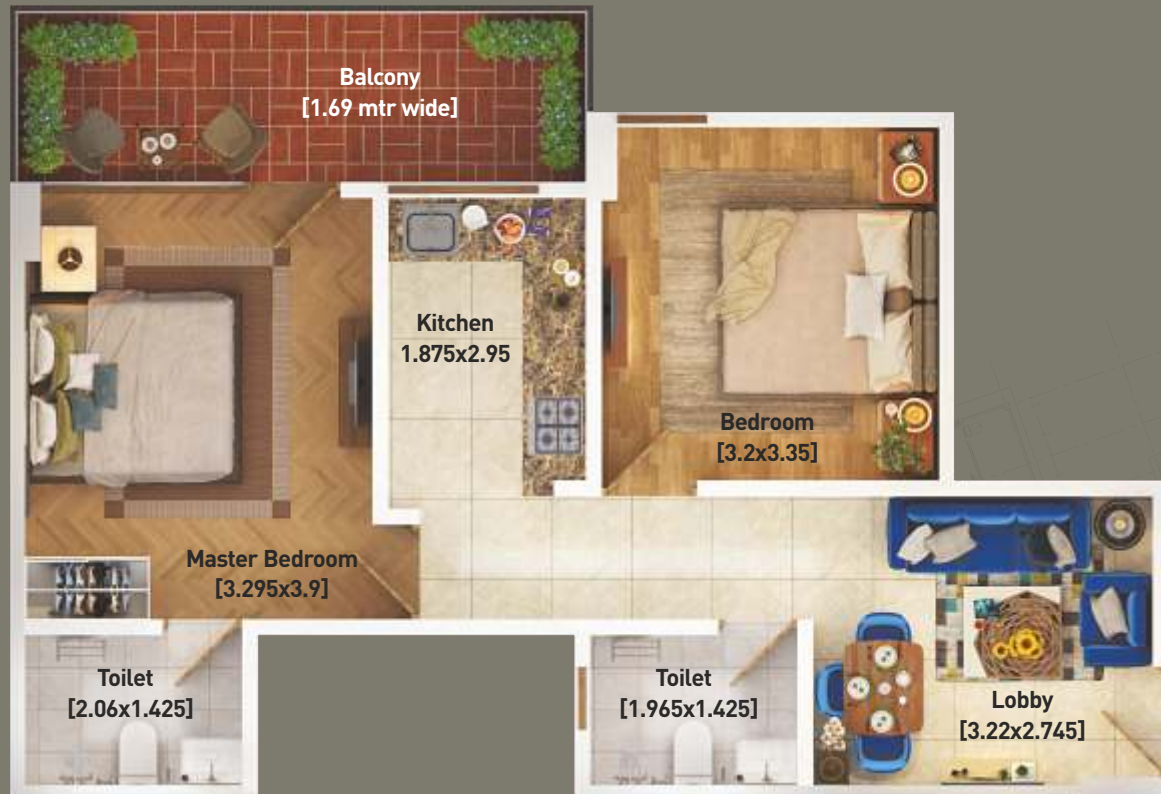 Balcony
[1.69 mtr wide]
Kitchen
1.875x2.95
Bedroom
[3.2x3.35]
Master Bedroom
[3.295x3.9]
Toilet
[2.06x1.425]
Toilet
[1.965x1.425]
Lobby
[3.22x2.745]